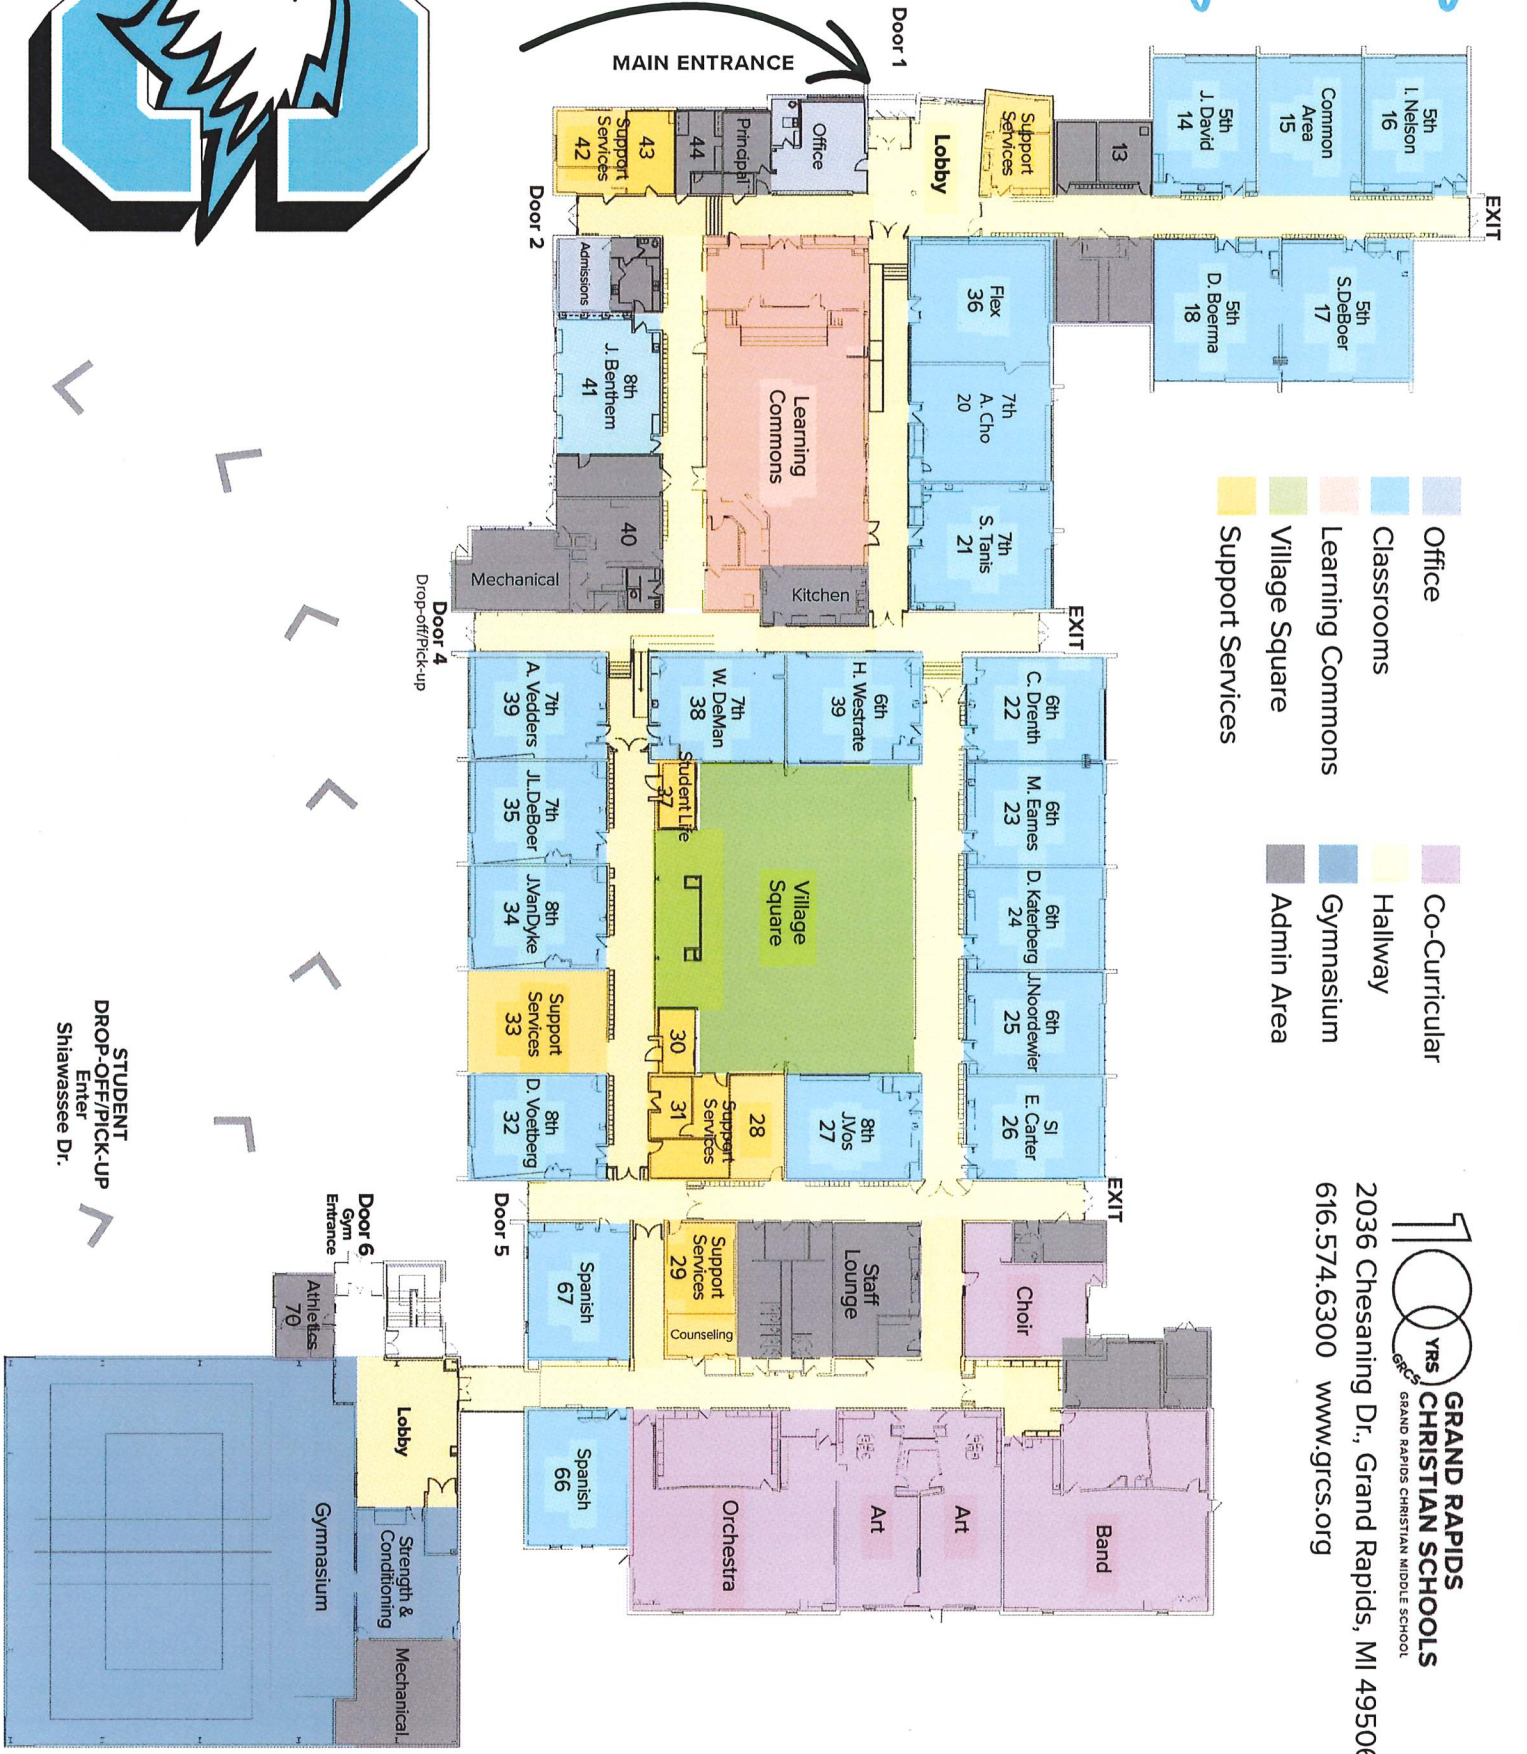 GRAND RAPIDS
CHRISTIAN SCHOOLS
GRAND RAPIDS CHRISTIAN MIDDLE SCHOOL
100
YRS
GRCS
2036 Chesaning Dr., Grand Rapids, MI 49506
616.574.6300 www.grcs.org
Office
Classrooms
Learning Commons
Village Square
Support Services
Co-Curricular
Hallway
Gymnasium
Admin Area
EXIT
5th
I. Nelson
16
Common
Area
15
5th
J. David
14
13
5th
S.DeBoer
17
5th
D. Boerma
18
Support
Services
Door 1
MAIN ENTRANCE
Lobby
Office
Principal
44
43
Support
Services
42
Door 2
Admissions
8th
J. Benthem
41
40
Mechanical
Flex
36
7th
A. Cho
20
7th
S. Tanis
21
Learning
Commons
Kitchen
EXIT
Door 4
Drop-off/Pick-up
6th
C. Drenth
22
6th
M. Eames
23
6th
D. Katerberg
24
6th
J.Noordewier
25
SI
E. Carter
26
6th
H. Westrate
39
7th
W. DeMan
38
Student Life
37
Village
Square
30
31
Support
Services
28
8th
J.Vos
27
7th
A. Vedders
39
7th
JL.DeBoer
35
8th
J.VanDyke
34
Support
Services
33
8th
D. Voetberg
32
EXIT
Door 5
Choir
Staff
Lounge
Support
Services
29
Counseling
Spanish
67
Band
Art
Art
Orchestra
Spanish
66
Door 6
Gym
Entrance
Athletics
70
Lobby
Strength &
Conditioning
Mechanical
Gymnasium
STUDENT
DROP-OFF/PICK-UP
Enter
Shiawassee Dr.